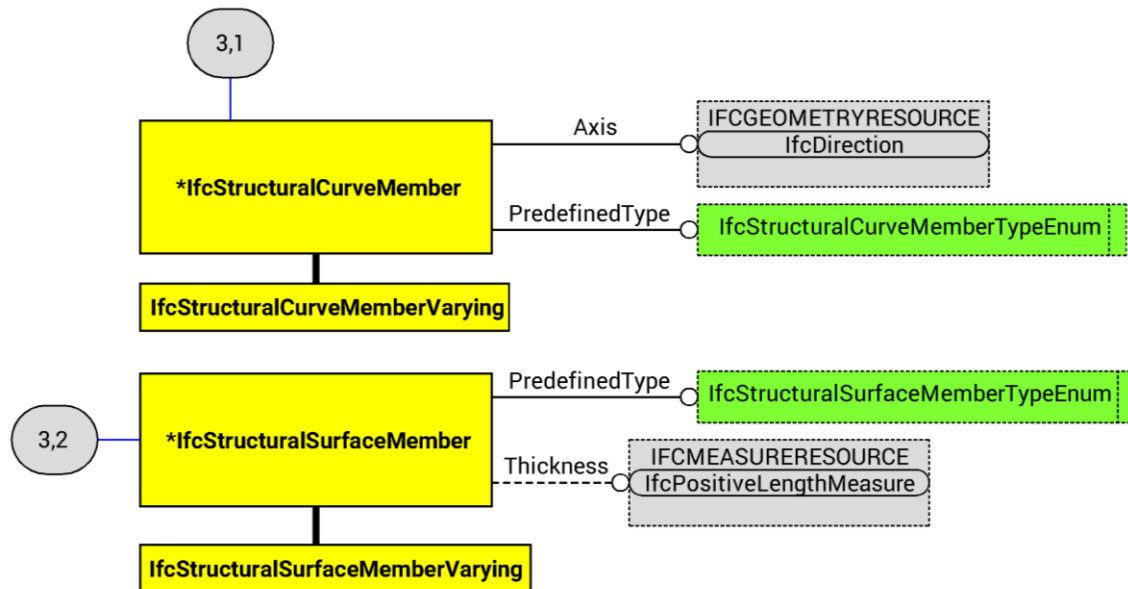 3,1
IFCGEOMETRYRESOURCE
Axis
IfcDirection
*IfcStructuralCurveMember
PredefinedType
IfcStructuralCurveMemberTypeEnum
IfcStructuralCurveMemberVarying
PredefinedType
IfcStructuralSurfaceMemberTypeEnum
3,2
*IfcStructuralSurfaceMember
IFCMEASURERESOURCE
Thickness
IfcPositiveLengthMeasure
IfcStructuralSurfaceMemberVarying